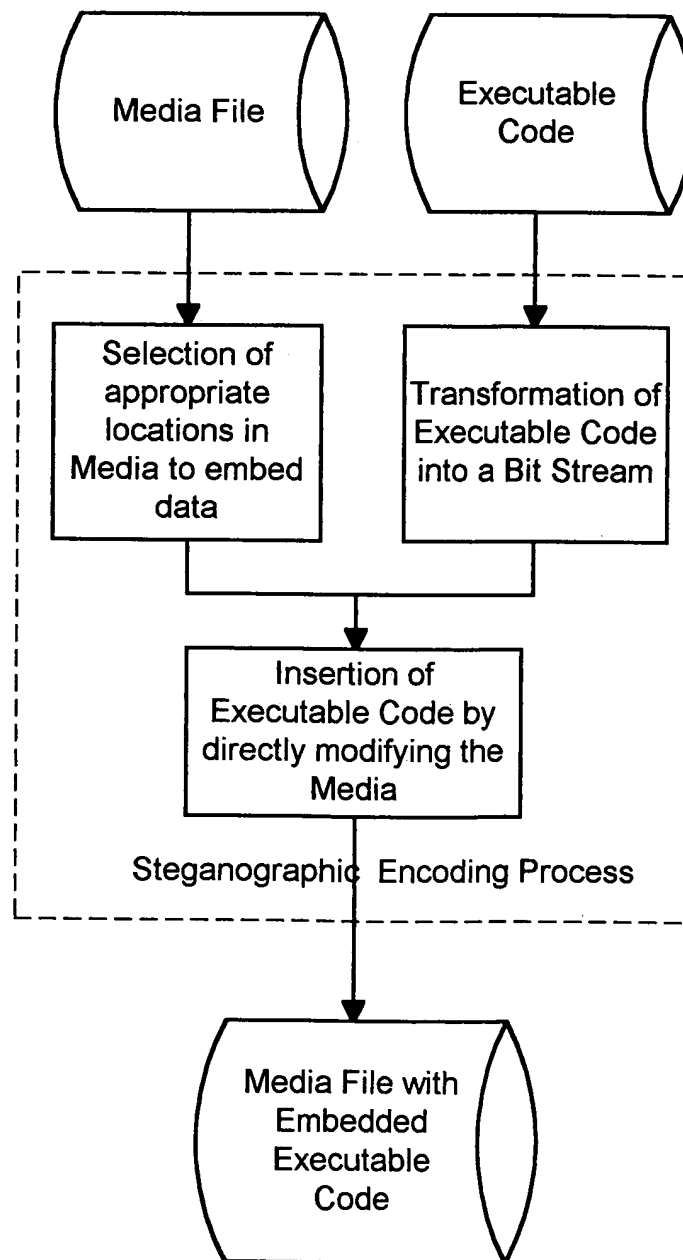 Media File
Executable
Code
Selection of
appropriate
locations in
Media to embed
data
Transformation of
Executable Code
into a Bit Stream
Insertion of
Executable Code by
directly modifying the
Media
Steganographic Encoding Process
Media File with
Embedded
Executable
Code